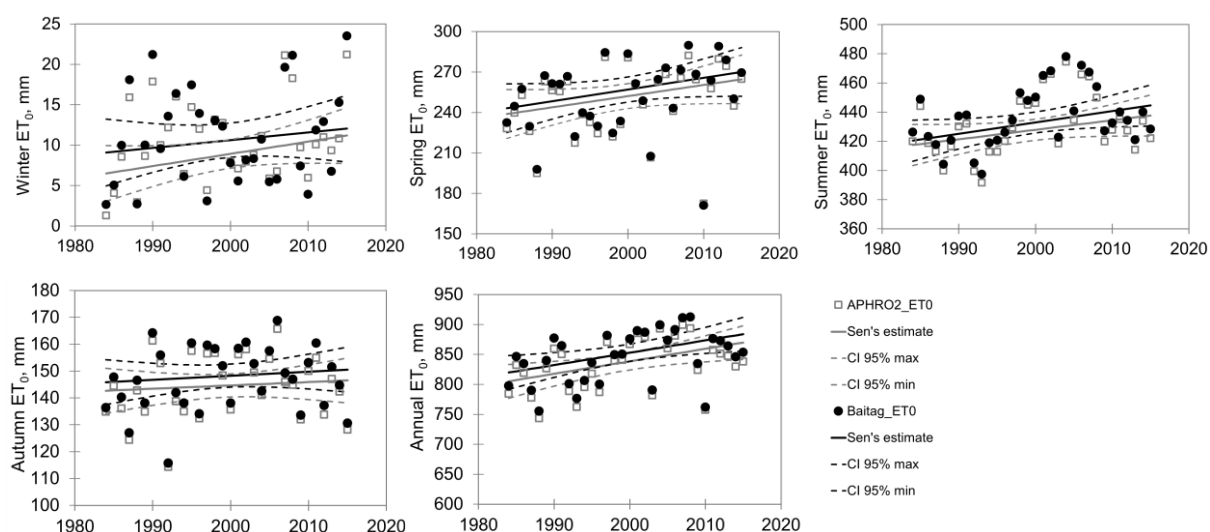 25
20
15
10
5
0
Winter ET0, mm
1980 1990 2000 2010 2020
300
270
240
210
180
150
Spring ET0, mm
1980 1990 2000 2010 2020
500
480
460
440
420
400
380
360
Summer ET0, mm
1980 1990 2000 2010 2020
180
170
160
150
140
130
120
110
100
Autumn ET0, mm
1980 1990 2000 2010 2020
950
900
850
800
750
700
650
600
Annual ET0, mm
1980 1990 2000 2010 2020
APHRO2_ET0
Sen's estimate
CI 95% max
CI 95% min
Baitag_ET0
Sen's estimate
CI 95% max
CI 95% min